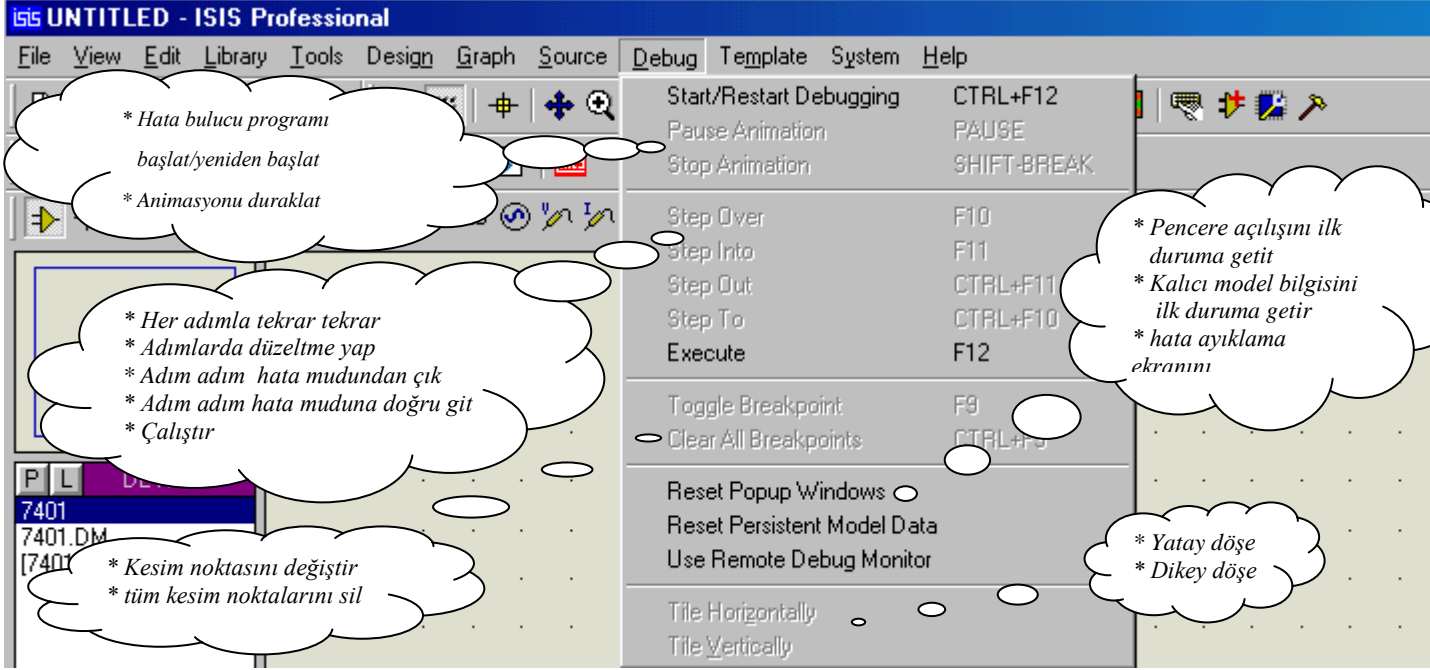 isis UNTITLED - ISIS Professional
File View Edit Library Tools Design Graph Source Debug Template System Help
* Hata bulucu programı
başlat/yeniden başlat
* Animasyonu duraklat
Start/Restart Debugging CTRL+F12
Pause Animation PAUSE
Stop Animation SHIFT-BREAK
Step Over F10
Step Into F11
Step Out CTRL+F11
Step To CTRL+F10
Execute F12
Toggle Breakpoint F9
Clear All Breakpoints CTRL+F9
Reset Popup Windows
Reset Persistent Model Data
Use Remote Debug Monitor
Tile Horizontally
Tile Vertically
* Pencere açılışını ilk
duruma getit
* Kalıcı model bilgisini
ilk duruma getir
* hata ayıklama
ekranını
* Her adımla tekrar tekrar
* Adımlarda düzeltme yap
* Adım adım hata mudundan çık
* Adım adım hata muduna doğru git
* Çalıştır
P L
7401
7401.DM
[7401
* Kesim noktasını değiştir
* tüm kesim noktalarını sil
* Yatay döşe
* Dikey döşe